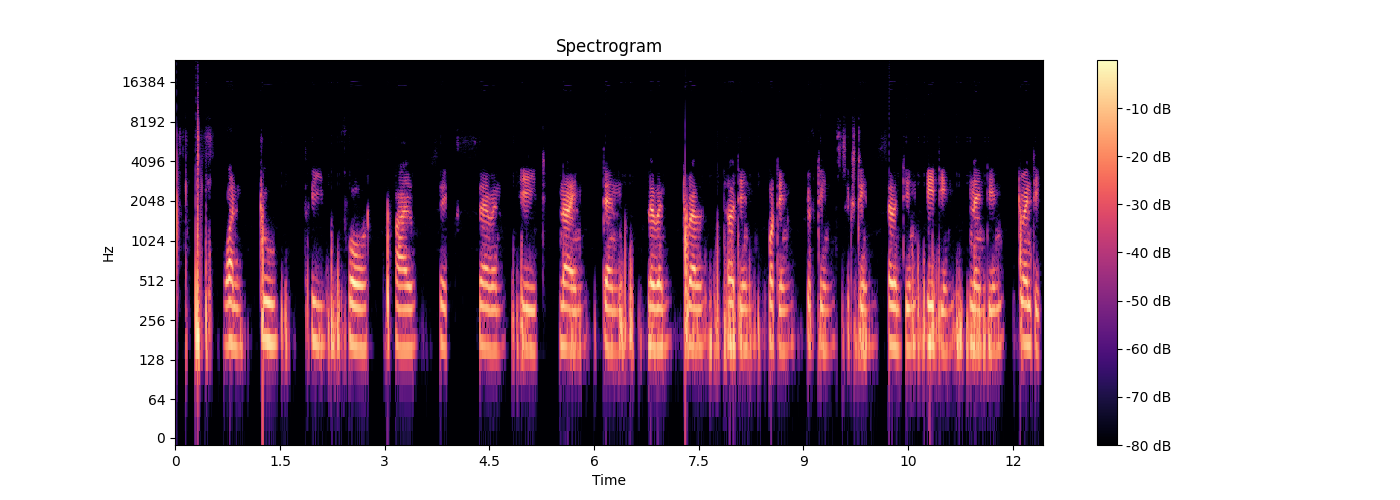 Spectrogram
16384
8192
4096
2048
1024
512
256
128
64
0
Hz
0 1.5 3 4.5 6 7.5 9 10 12
Time
-10 dB
-20 dB
-30 dB
-40 dB
-50 dB
-60 dB
-70 dB
-80 dB